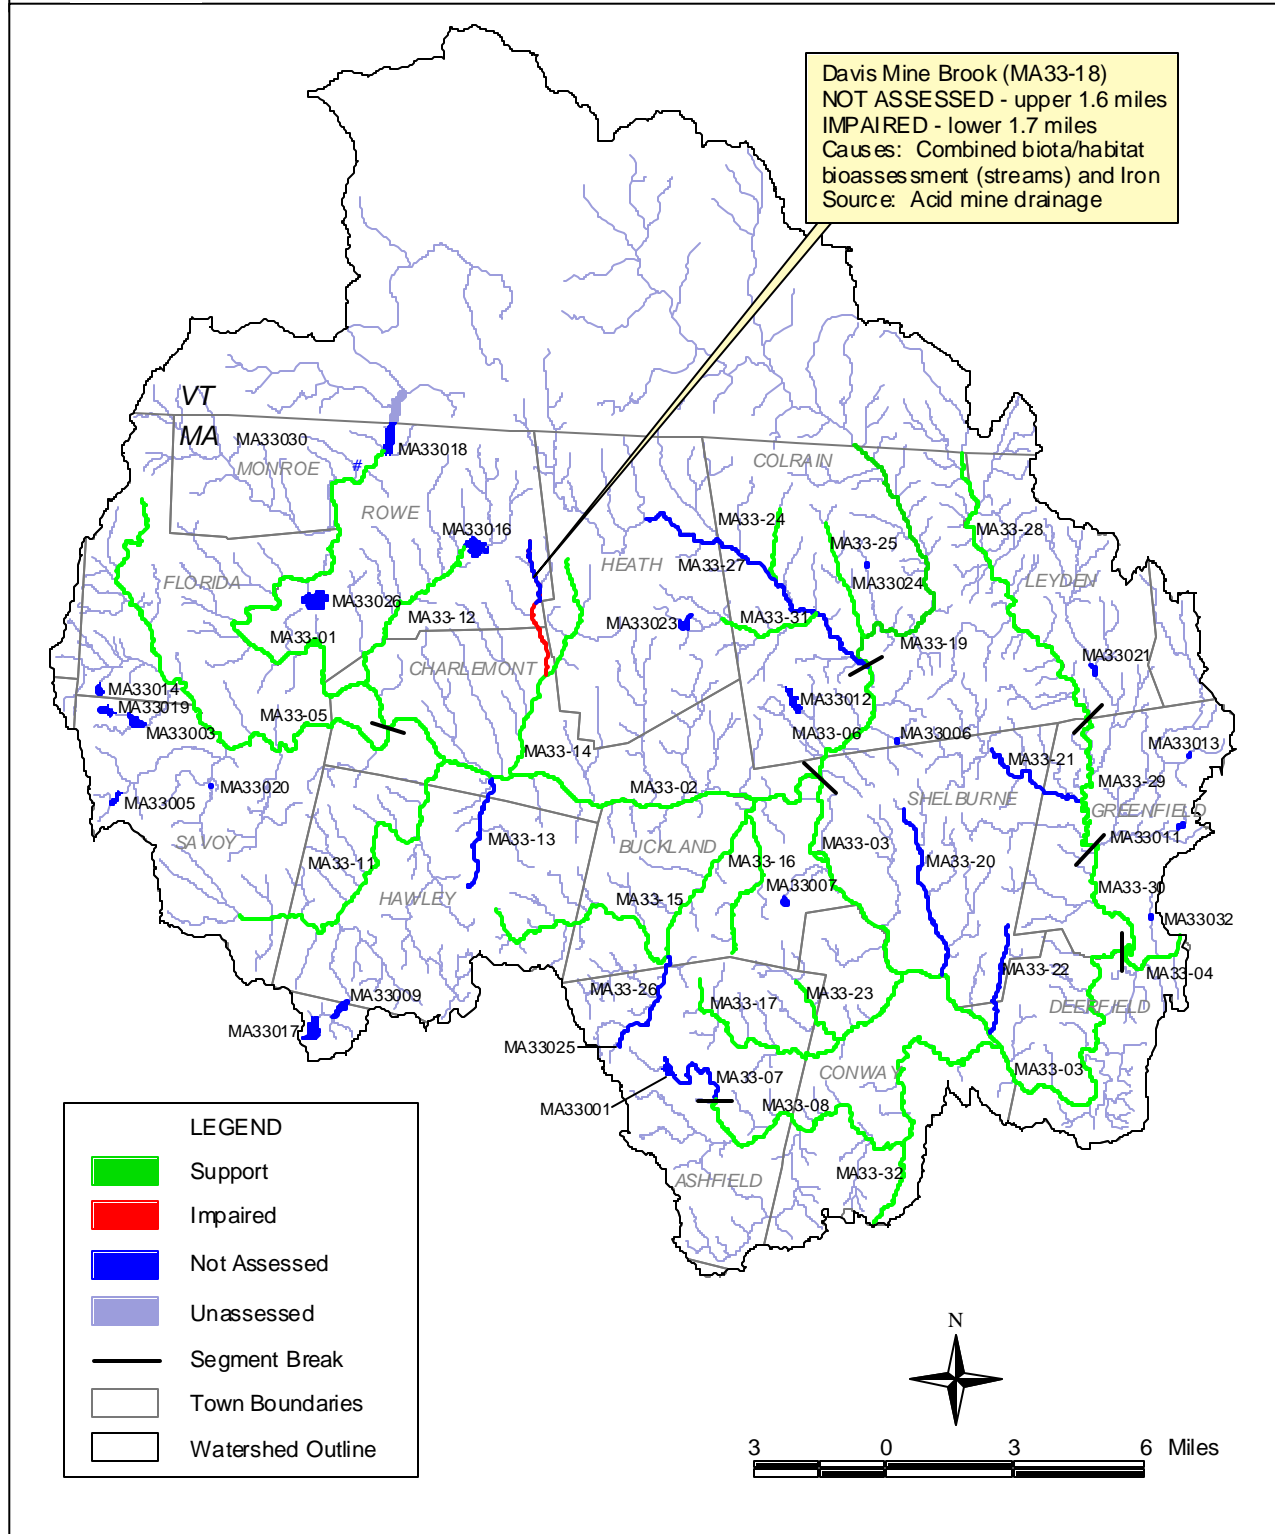 Davis Mine Brook (MA33-18)
NOT ASSESSED - upper 1.6 miles
IMPAIRED - lower 1.7 miles
Causes: Combined biota/habitat
bioassessment (streams) and Iron
Source: Acid mine drainage
VT
MA
MA33030
MONROE
#
MA33018
COLRAIN
ROWE
MA33016
MA33-24
MA33-25
MA33-28
HEATH
MA33-27
MA33024
LEYDEN
FLORIDA
MA33026
MA33-12
MA33023
MA33-31
MA33-01
CHARLEMONT
MA33-19
MA33021
MA33014
MA33019
MA33003
MA33-05
MA33012
MA33-06
MA33006
MA33013
MA33-14
MA33-21
MA33-29
MA33020
MA33005
MA33-02
SHELBURNE
GREENFIELD
SAVOY
MA33-13
BUCKLAND
MA33-03
MA33011
MA33-11
MA33-16
MA33-20
HAWLEY
MA33007
MA33-30
MA33-15
MA33032
MA33-26
MA33-22
MA33-04
MA33009
MA33-17
MA33-23
DEERFIELD
MA33017
MA33025
MA33-07
CONWAY
MA33-03
MA33001
MA33-08
ASHFIELD
MA33-32
LEGEND
Support
Impaired
Not Assessed
Unassessed
Segment Break
Town Boundaries
Watershed Outline
N
3 0 3 6 Miles